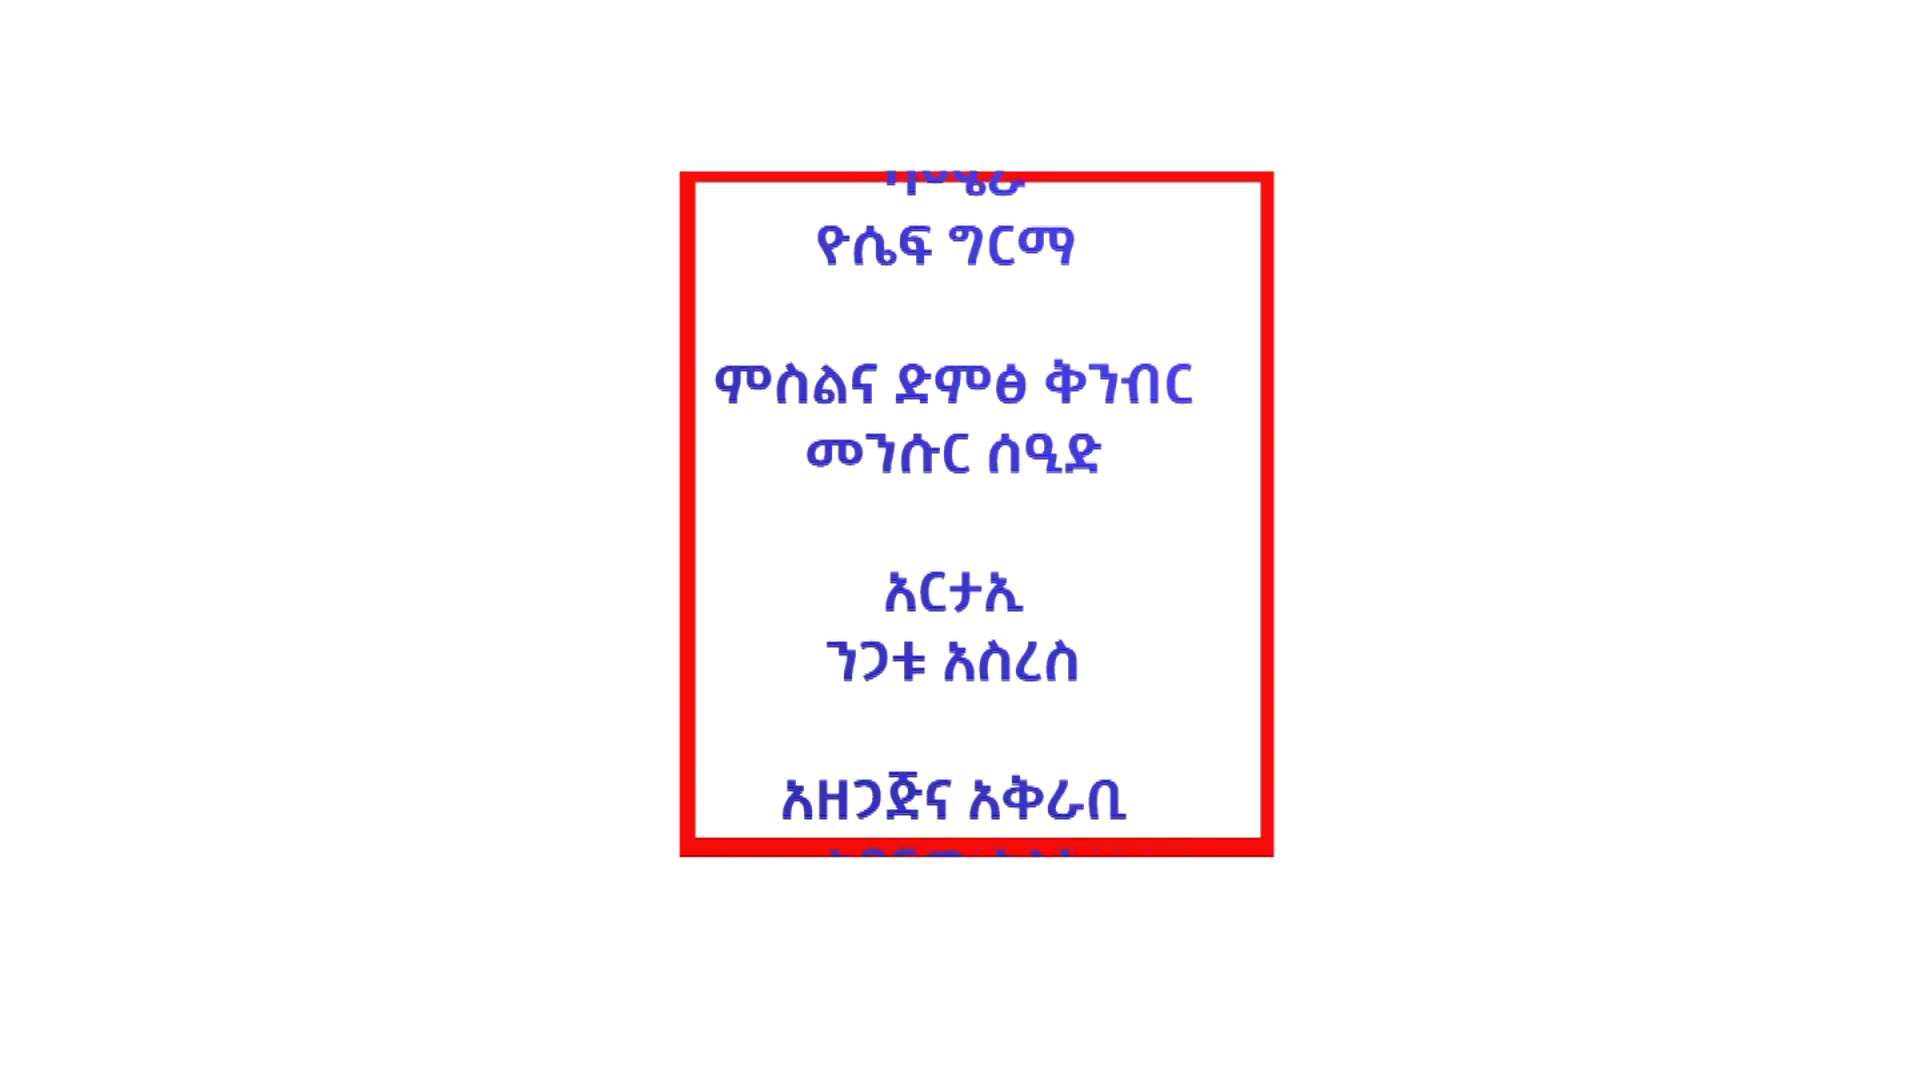 ዮሴፍ ግርማ
ምስልና ድምፅ ቅንብር
መንሱር ሰዒድ
አርታኢ
ንጋቱ አስረስ
አዘጋጅና አቅራቢ